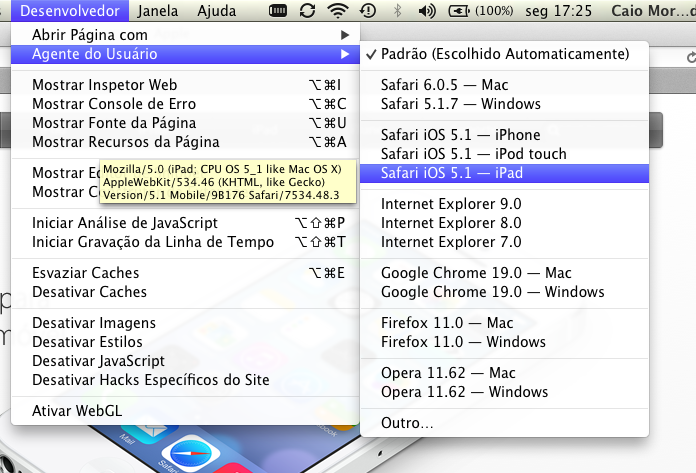 Desenvolvedor Janela Ajuda (100%) seg 17:25 Caio Mor...d
Abrir Página com
Agente do Usuário
Mostrar Inspetor Web ⌥⌘I
Mostrar Console de Erro ⌥⌘C
Mostrar Fonte da Página ⌥⌘U
Mostrar Recursos da Página ⌥⌘A
Mostrar E
Mostrar C
Mozilla/5.0 (iPad; CPU OS 5_1 like Mac OS X)
AppleWebKit/534.46 (KHTML, like Gecko)
Version/5.1 Mobile/9B176 Safari/7534.48.3
Iniciar Análise de JavaScript ⌥⇧⌘P
Iniciar Gravação da Linha de Tempo ⌥⇧⌘T
Esvaziar Caches ⌥⌘E
Desativar Caches
Desativar Imagens
Desativar Estilos
Desativar JavaScript
Desativar Hacks Específicos do Site
Ativar WebGL
✓ Padrão (Escolhido Automaticamente)
Safari 6.0.5 — Mac
Safari 5.1.7 — Windows
Safari iOS 5.1 — iPhone
Safari iOS 5.1 — iPod touch
Safari iOS 5.1 — iPad
Internet Explorer 9.0
Internet Explorer 8.0
Internet Explorer 7.0
Google Chrome 19.0 — Mac
Google Chrome 19.0 — Windows
Firefox 11.0 — Mac
Firefox 11.0 — Windows
Opera 11.62 — Mac
Opera 11.62 — Windows
Outro...
Mail
Safari